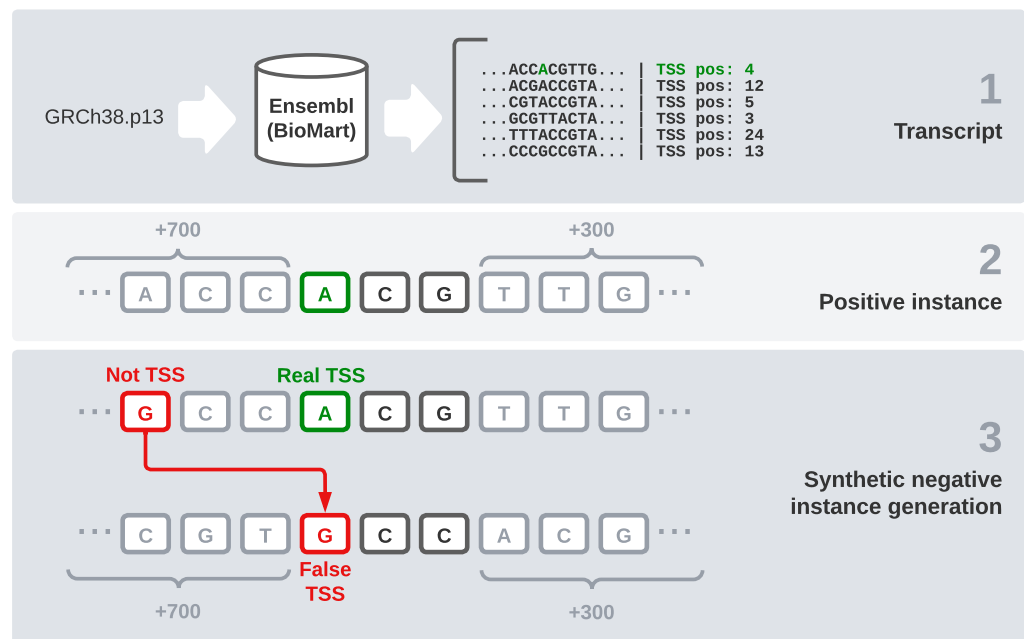 GRCh38.p13
Ensembl
(BioMart)
...ACCACGTTG... | TSS pos: 4
...ACGACCGTA... | TSS pos: 12
...CGTACCGTA... | TSS pos: 5
...GCGTTACTA... | TSS pos: 3
...TTTACCGTA... | TSS pos: 24
...CCCGCCGTA... | TSS pos: 13
1
Transcript
+700
+300
... A C C A C G T T G ...
2
Positive instance
Not TSS
Real TSS
... G C C A C G T T G ...
... C G T G C C A C G ...
False
TSS
+700
+300
3
Synthetic negative
instance generation